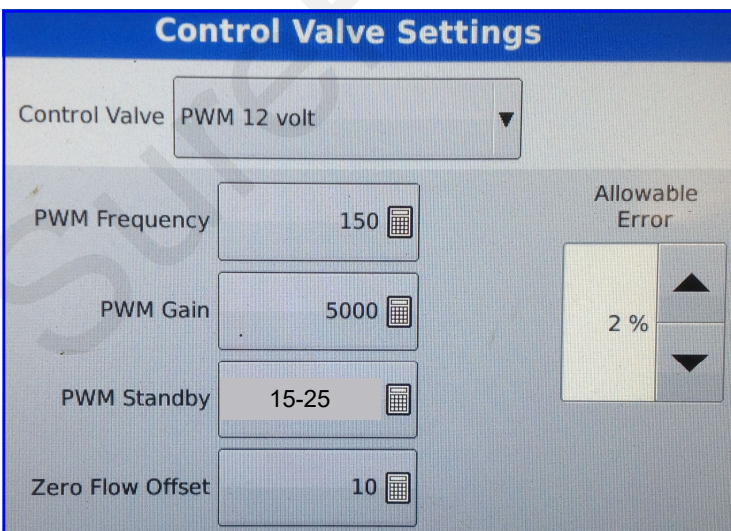 Control Valve Settings
Control Valve PWM 12 volt
PWM Frequency 150
Allowable
Error
PWM Gain 5000
2 %
PWM Standby 15-25
Zero Flow Offset 10